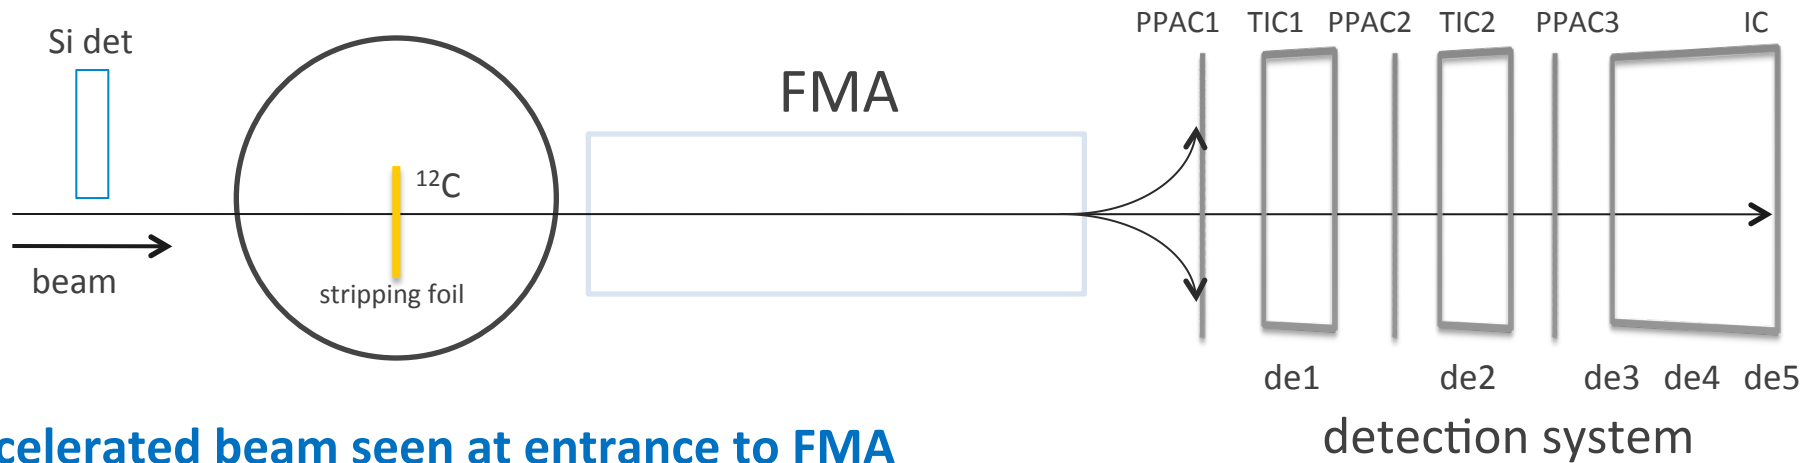 PPAC1 TIC1 PPAC2 TIC2 PPAC3 IC
Si det
FMA
¹²C
beam
stripping foil
de1 de2 de3 de4 de5
detection system
celerated beam seen at entrance to FMA